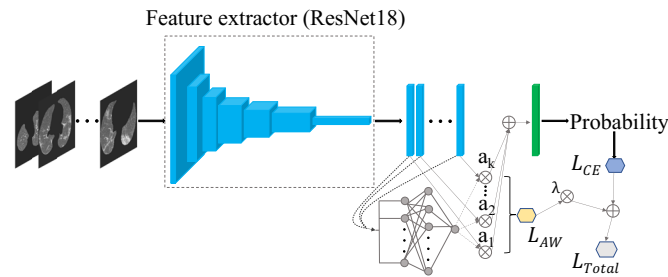 Feature extractor (ResNet18)
Probability
a_k
a_2
a_1
λ
L_CE
L_AW
L_Total